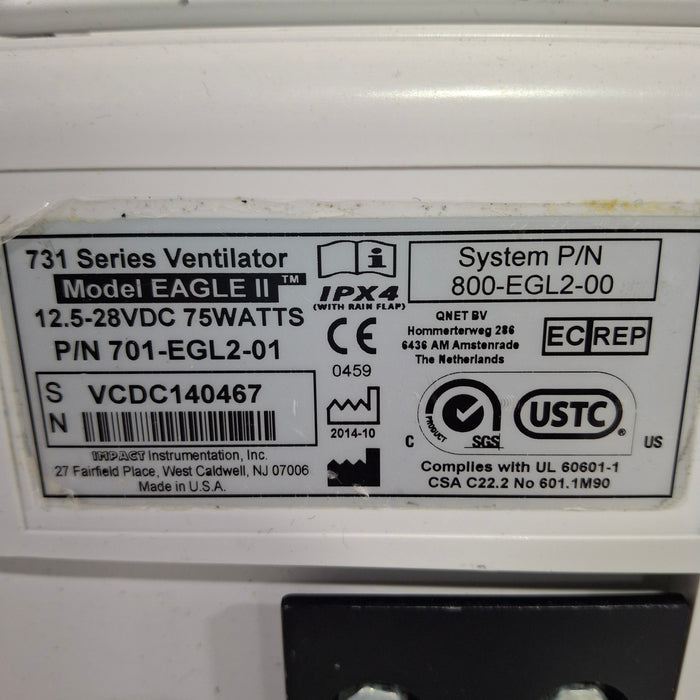 731 Series Ventilator
Model EAGLE II™
12.5-28VDC 75WATTS
P/N 701-EGL2-01
i
IPX4
(WITH RAIN FLAP)
CE
0459
System P/N
800-EGL2-00
QNET BV
Hommerterweg 286
6436 AM Amstenrade
The Netherlands
EC REP
SN VCDC140467
2014-10
IMPACT Instrumentation, Inc.
27 Fairfield Place, West Caldwell, NJ 07006
Made in U.S.A.
C PRODUCT SGS USTC ® US
Complies with UL 60601-1
CSA C22.2 No 601.1M90